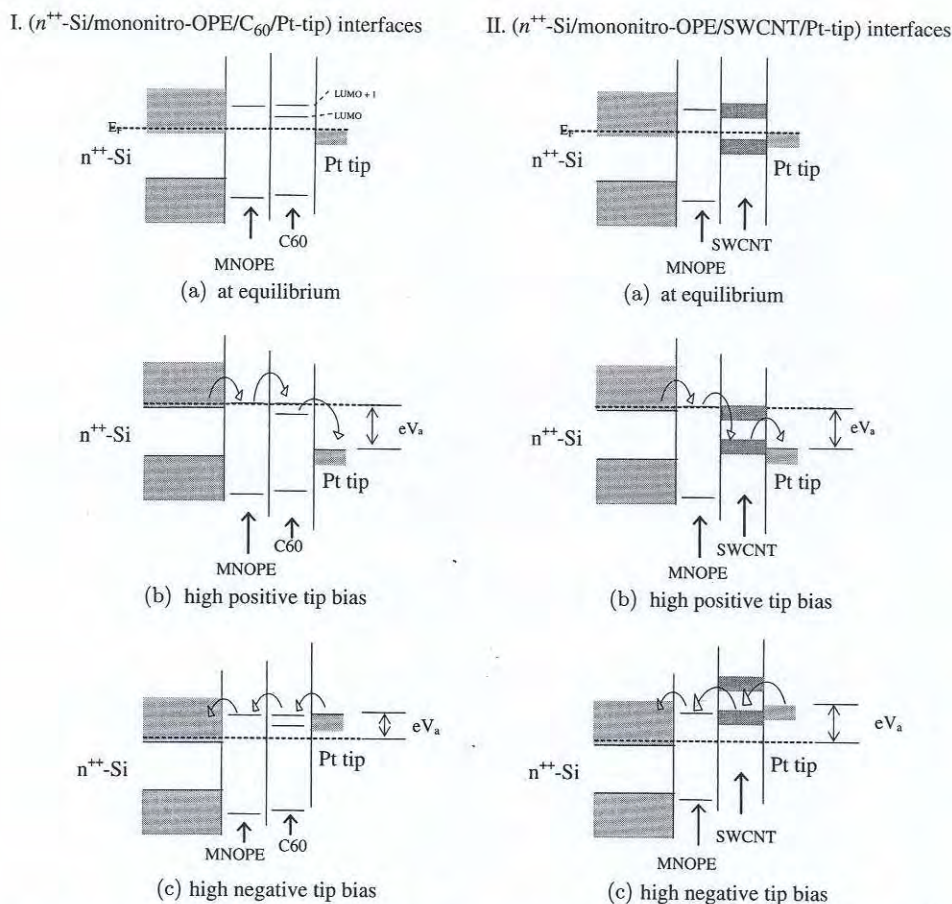 I. (n⁺⁺-Si/mononitro-OPE/C₆₀/Pt-tip) interfaces
LUMO + 1
LUMO
E_F
n⁺⁺-Si
Pt tip
C60
MNOPE
(a) at equilibrium
n⁺⁺-Si
eVₐ
Pt tip
C60
MNOPE
(b) high positive tip bias
eVₐ
n⁺⁺-Si
Pt tip
MNOPE
C60
(c) high negative tip bias
II. (n⁺⁺-Si/mononitro-OPE/SWCNT/Pt-tip) interfaces
E_F
n⁺⁺-Si
Pt tip
SWCNT
MNOPE
(a) at equilibrium
eVₐ
n⁺⁺-Si
Pt tip
SWCNT
MNOPE
(b) high positive tip bias
eVₐ
n⁺⁺-Si
Pt tip
SWCNT
MNOPE
(c) high negative tip bias